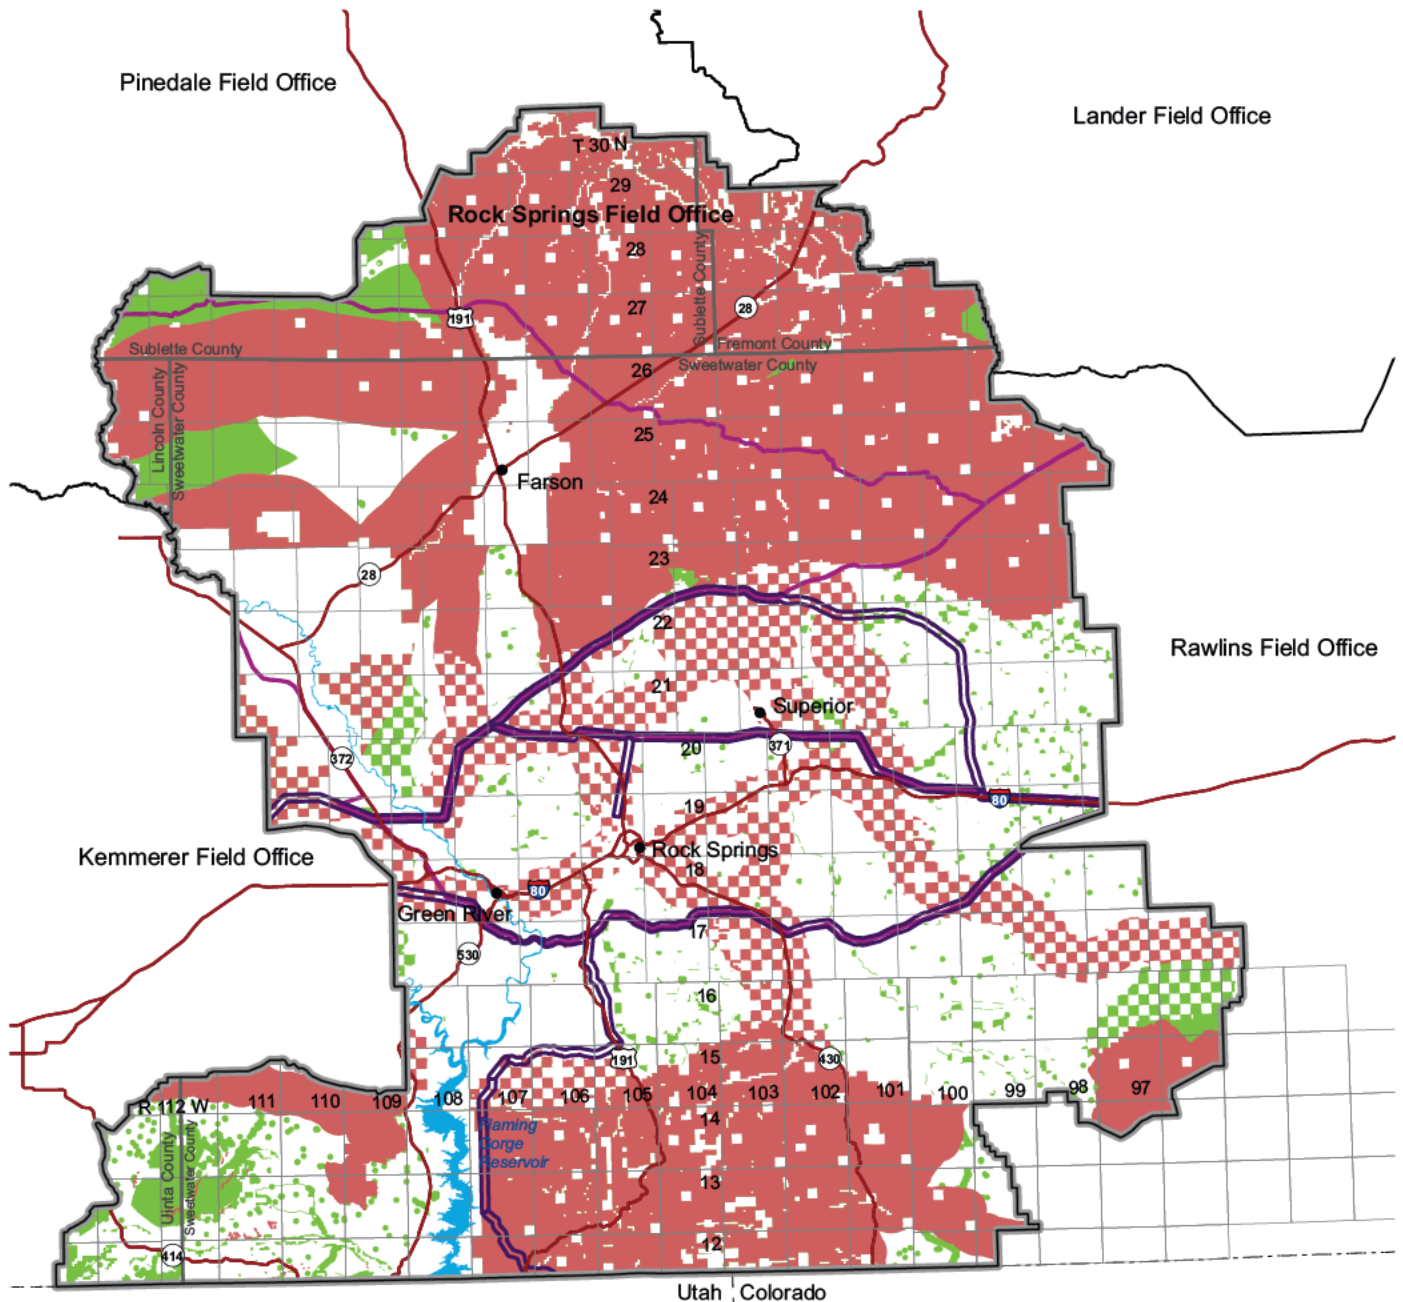 Pinedale Field Office
Lander Field Office
T 30 N
29
Rock Springs Field Office
28
Sublette County
27
28
191
Sublette County
Fremont County
Sweetwater County
26
Lincoln County
Sweetwater County
25
Farson
24
23
28
22
Rawlins Field Office
21
Superior
20
371
372
19
80
Kemmerer Field Office
Rock Springs
18
80
Green River
17
530
16
15
191
430
R 112 W
111
110
109
108
107
106
105
104
103
102
101
100
99
98
97
14
Flaming
Gorge
Reservoir
Uinta County
Sweetwater County
13
12
414
Utah
Colorado